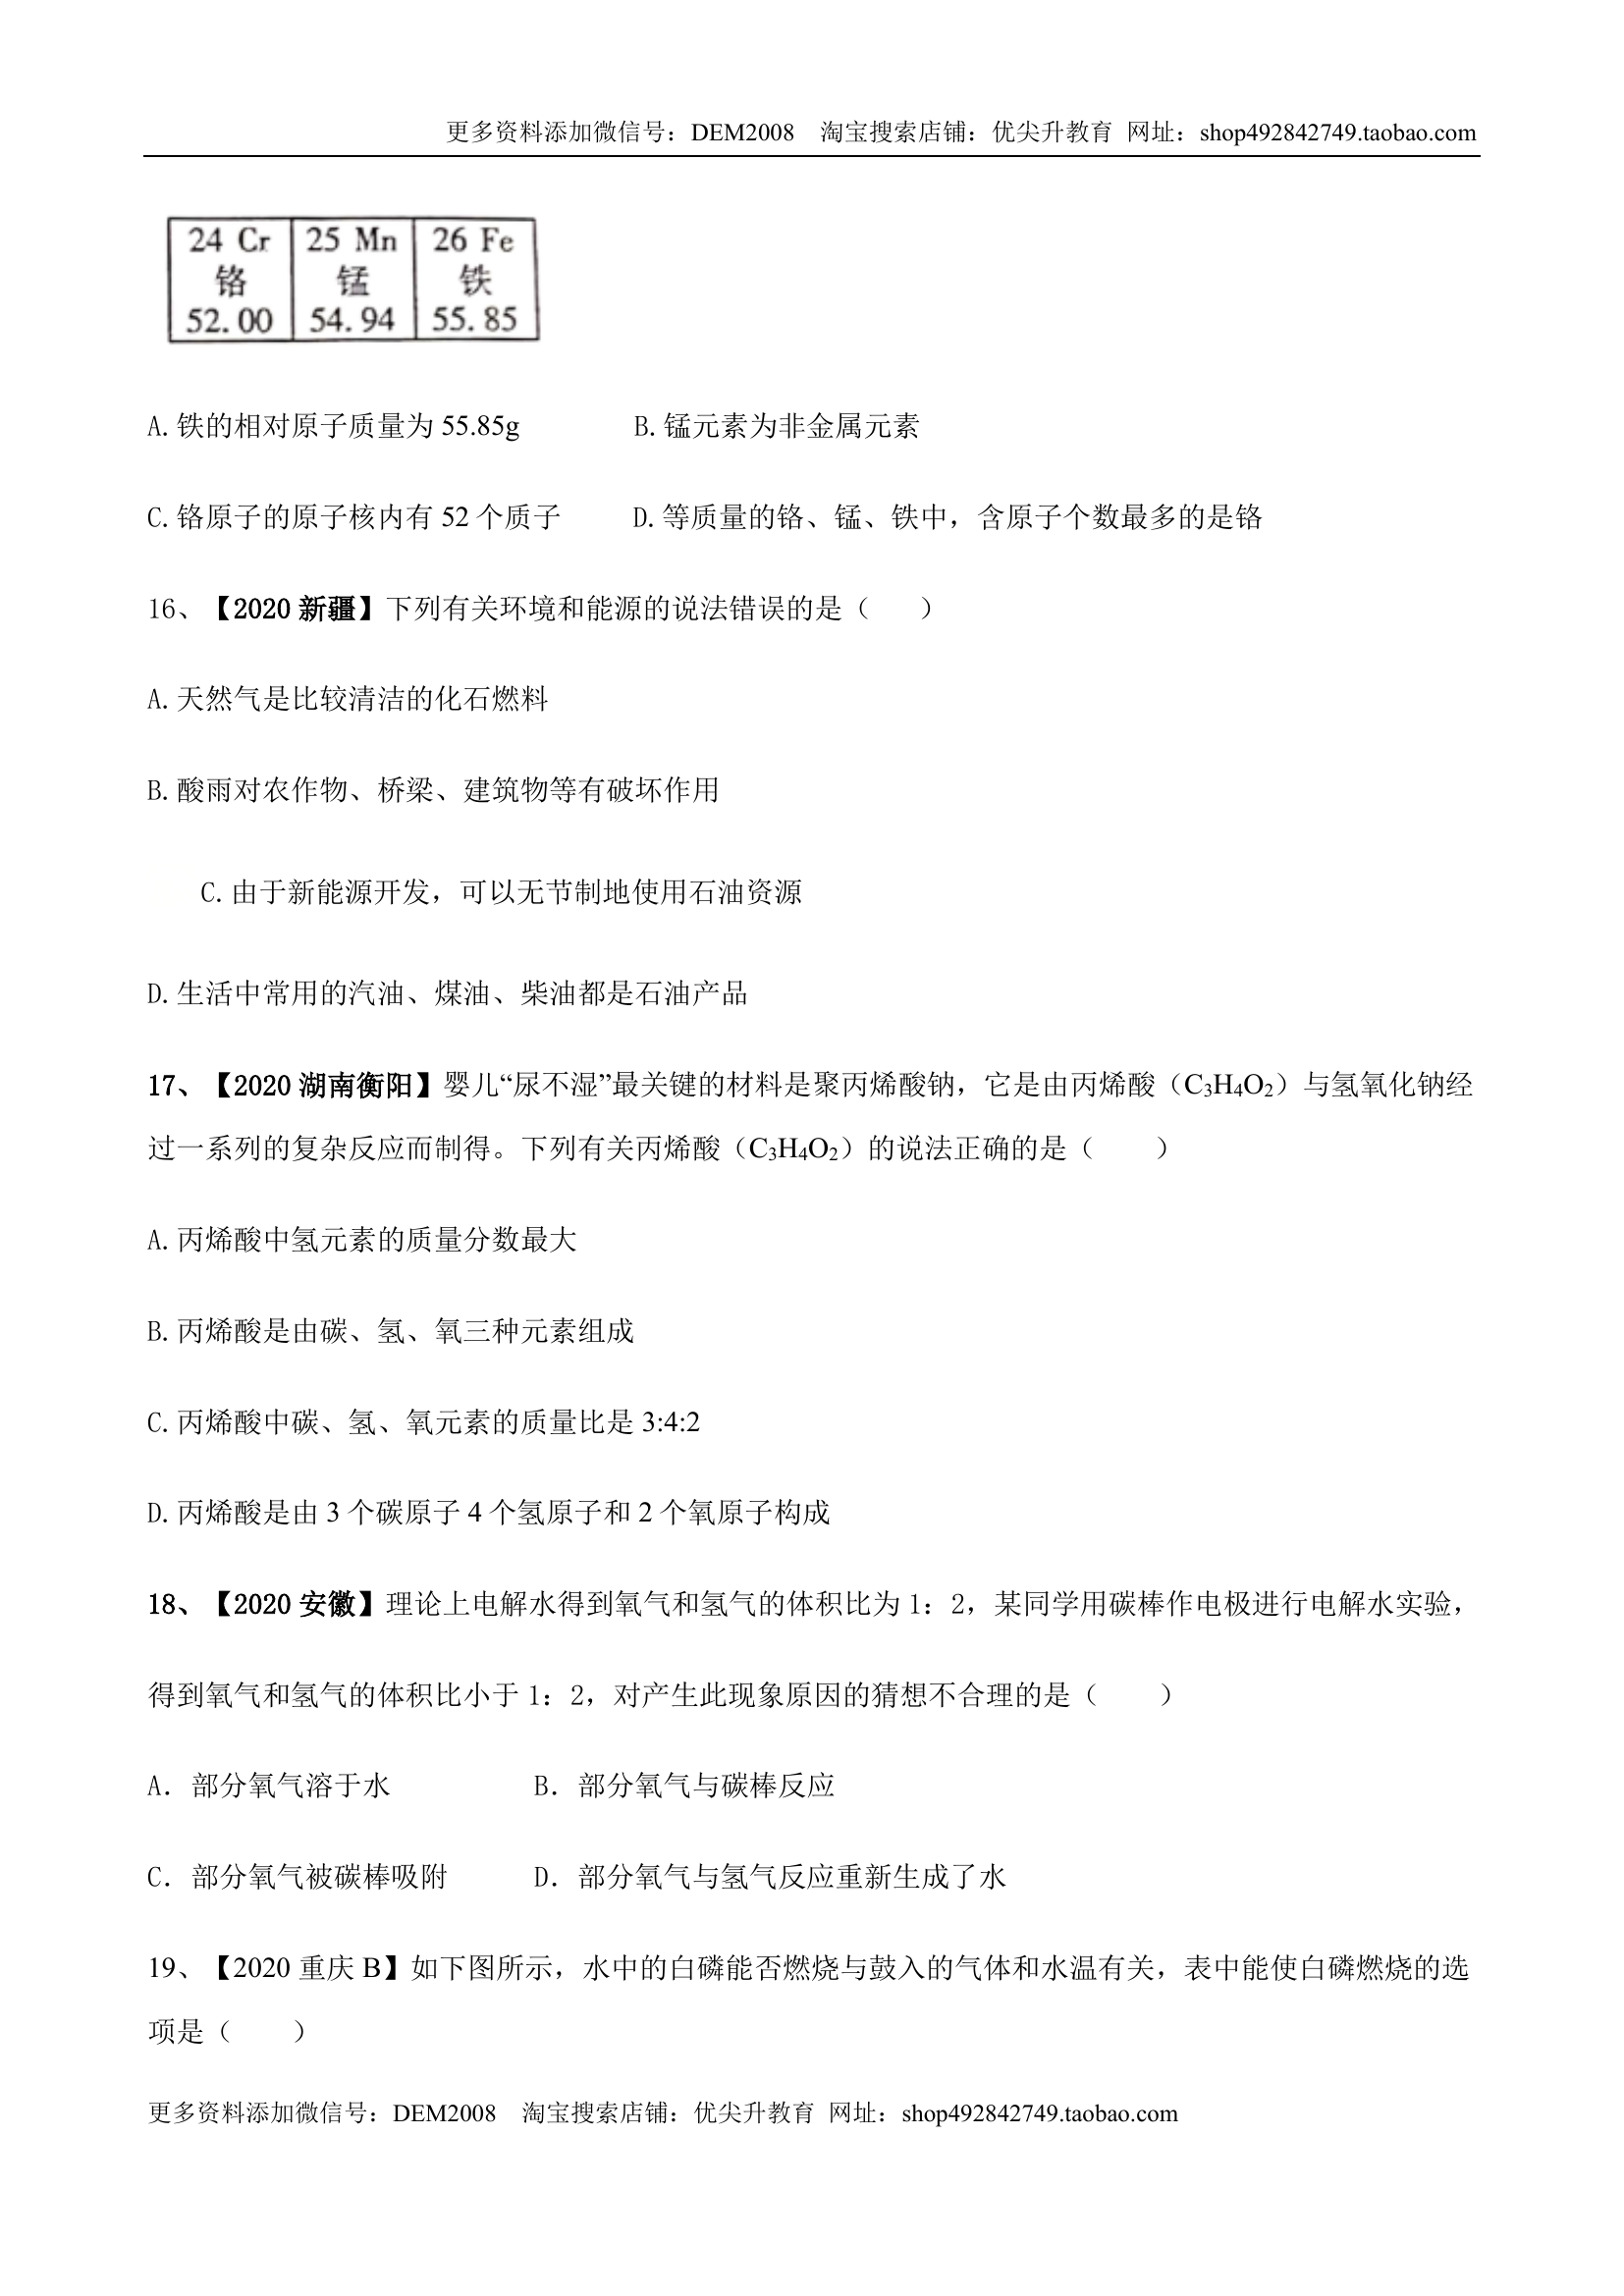 更多资料添加微信号：DEM2008  淘宝搜索店铺：优尖升教育 网址：shop492842749.taobao.com
24 Cr 25 Mn 26 Fe
铬 锰 铁
52.00 54.94 55.85
A.铁的相对原子质量为 55.85g B.锰元素为非金属元素
C.铬原子的原子核内有 52 个质子 D.等质量的铬、锰、铁中，含原子个数最多的是铬
16、【2020 新疆】下列有关环境和能源的说法错误的是（  ）
A.天然气是比较清洁的化石燃料
B.酸雨对农作物、桥梁、建筑物等有破坏作用
C.由于新能源开发，可以无节制地使用石油资源
D.生活中常用的汽油、煤油、柴油都是石油产品
17、【2020 湖南衡阳】婴儿“尿不湿”最关键的材料是聚丙烯酸钠，它是由丙烯酸（C₃H₄O₂）与氢氧化钠经
过一系列的复杂反应而制得。下列有关丙烯酸（C₃H₄O₂）的说法正确的是（  ）
A.丙烯酸中氢元素的质量分数最大
B.丙烯酸是由碳、氢、氧三种元素组成
C.丙烯酸中碳、氢、氧元素的质量比是 3:4:2
D.丙烯酸是由 3 个碳原子 4 个氢原子和 2 个氧原子构成
18、【2020 安徽】理论上电解水得到氧气和氢气的体积比为 1：2，某同学用碳棒作电极进行电解水实验，
得到氧气和氢气的体积比小于 1：2，对产生此现象原因的猜想不合理的是（  ）
A．部分氧气溶于水 B．部分氧气与碳棒反应
C．部分氧气被碳棒吸附 D．部分氧气与氢气反应重新生成了水
19、【2020 重庆 B】如下图所示，水中的白磷能否燃烧与鼓入的气体和水温有关，表中能使白磷燃烧的选
项是（  ）
更多资料添加微信号：DEM2008  淘宝搜索店铺：优尖升教育 网址：shop492842749.taobao.com